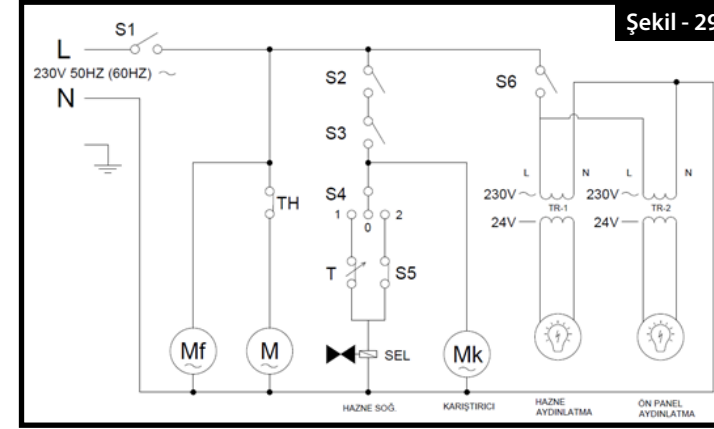 Şekil - 29
S1
L
230V 50HZ (60HZ) ~
N
S2
S3
S4
1 0 2
TH
T
S5
S6
L N L N
230V ~ 230V ~
TR-1 TR-2
24V 24V
Mf
M
SEL
Mk
HAZNE SOĞ.
KARIŞTIRICI
HAZNE
AYDINLATMA
ÖN PANEL
AYDINLATMA